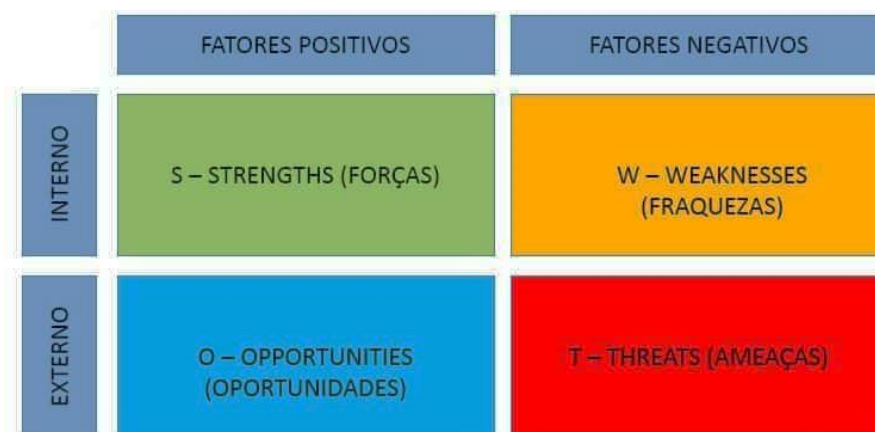 FATORES POSITIVOS
FATORES NEGATIVOS
INTERNO
S – STRENGTHS (FORÇAS)
W – WEAKNESSES
(FRAQUEZAS)
EXTERNO
O – OPPORTUNITIES
(OPORTUNIDADES)
T – THREATS (AMEAÇAS)